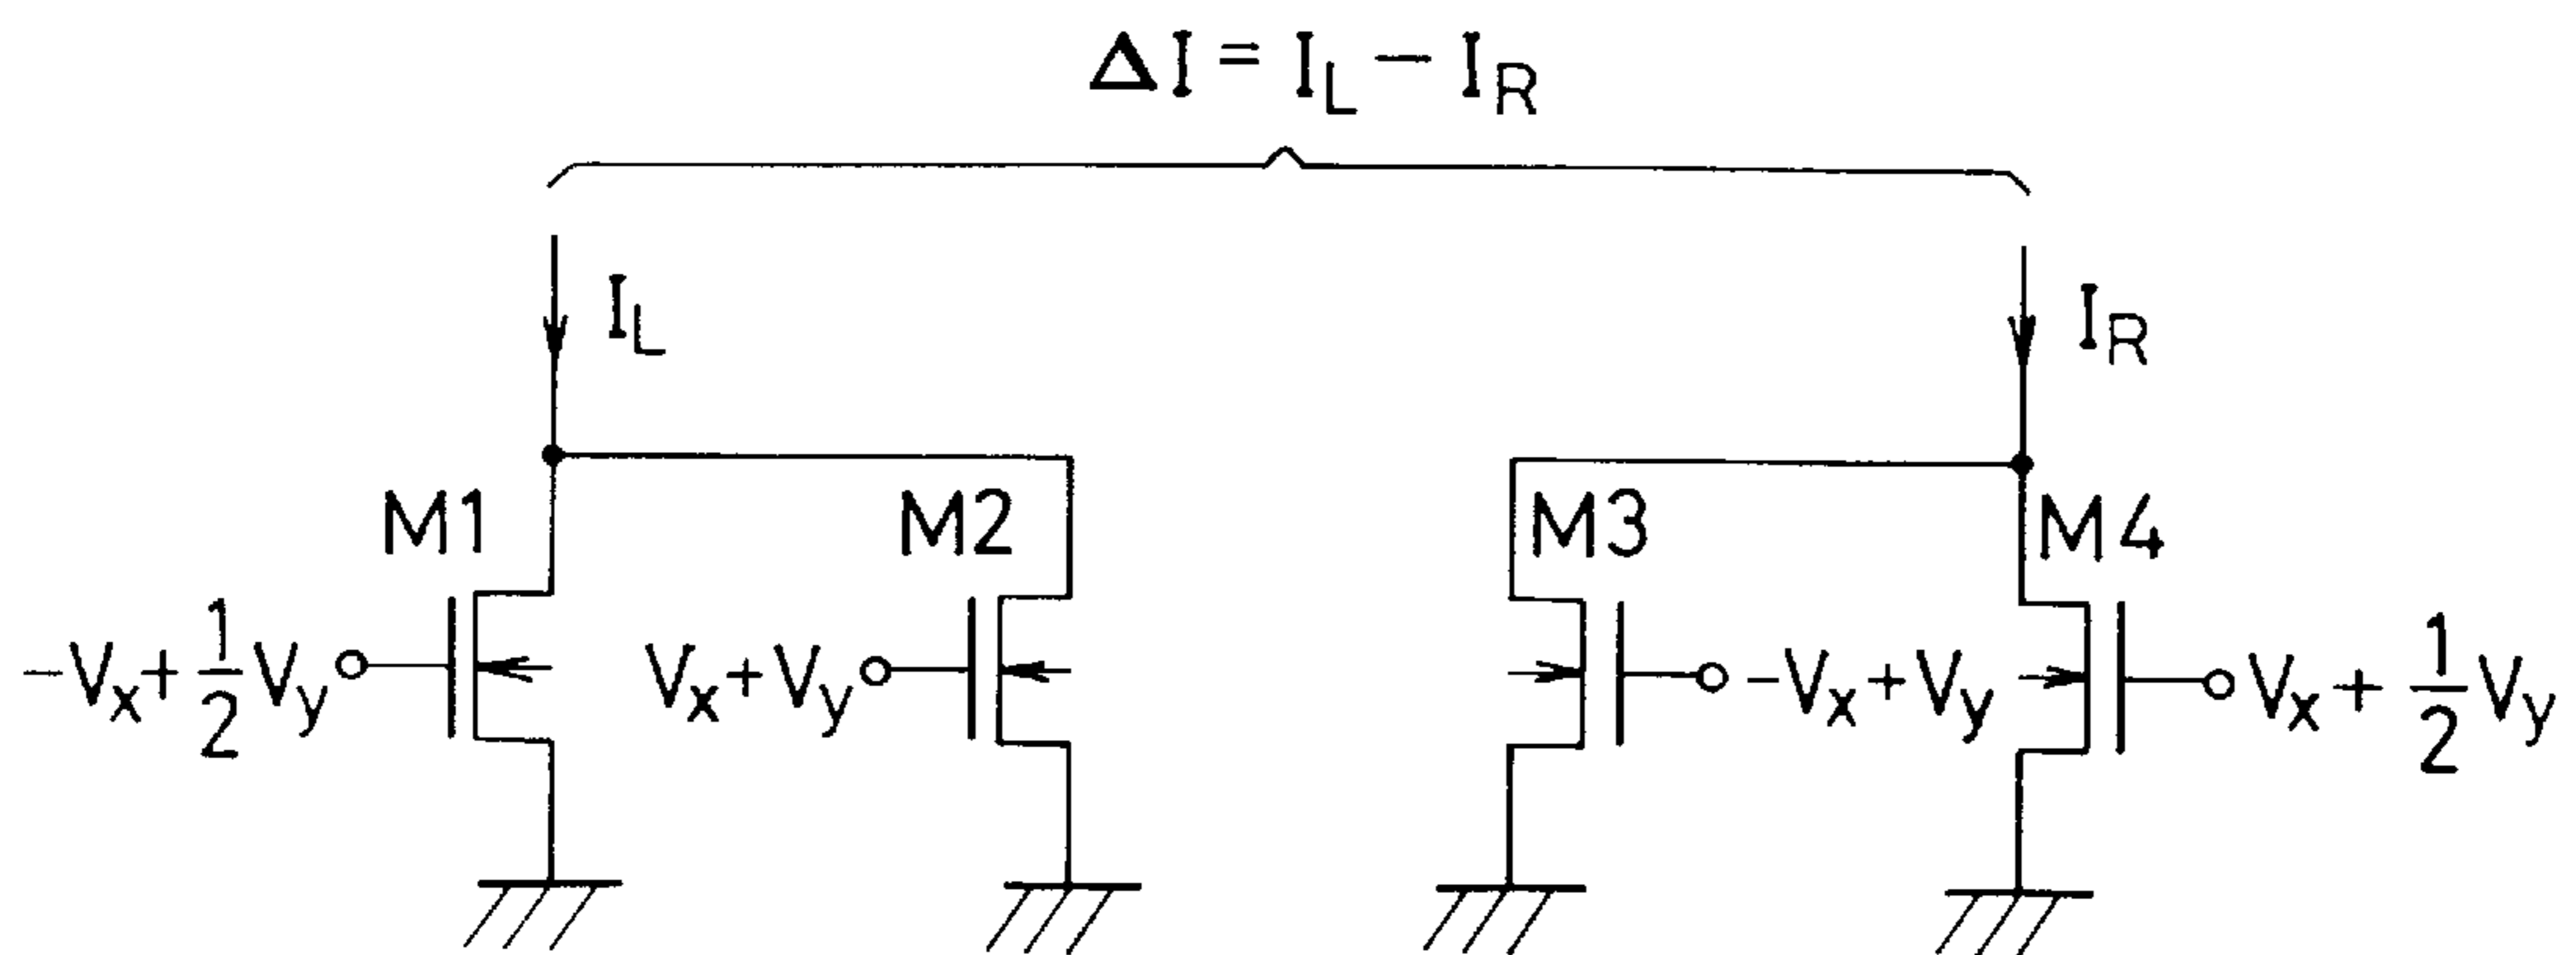 ΔI = I_L − I_R
I_L
I_R
M1
M2
M3
M4
−V_x + 1/2 V_y
V_x + V_y
−V_x + V_y
V_x + 1/2 V_y